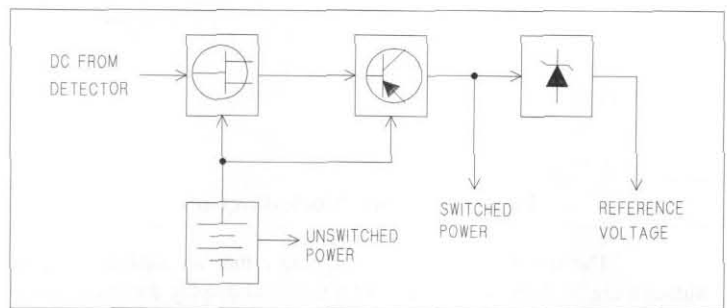 DC FROM
DETECTOR
UNSWITCHED
POWER
SWITCHED
POWER
REFERENCE
VOLTAGE